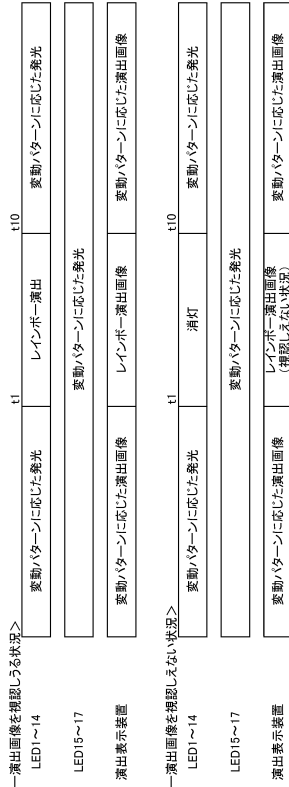 ー演出画像を視認しうる状況＞
t1
t10
LED1～14
変動パターンに応じた発光
レインボー演出
変動パターンに応じた発光
LED15～17
変動パターンに応じた発光
演出表示装置
変動パターンに応じた演出画像
レインボー演出画像
変動パターンに応じた演出画像
ー演出画像を視認しえない状況＞
t1
t10
LED1～14
変動パターンに応じた発光
消灯
変動パターンに応じた発光
LED15～17
変動パターンに応じた発光
演出表示装置
変動パターンに応じた演出画像
レインボー演出画像
（視認しえない状況）
変動パターンに応じた演出画像